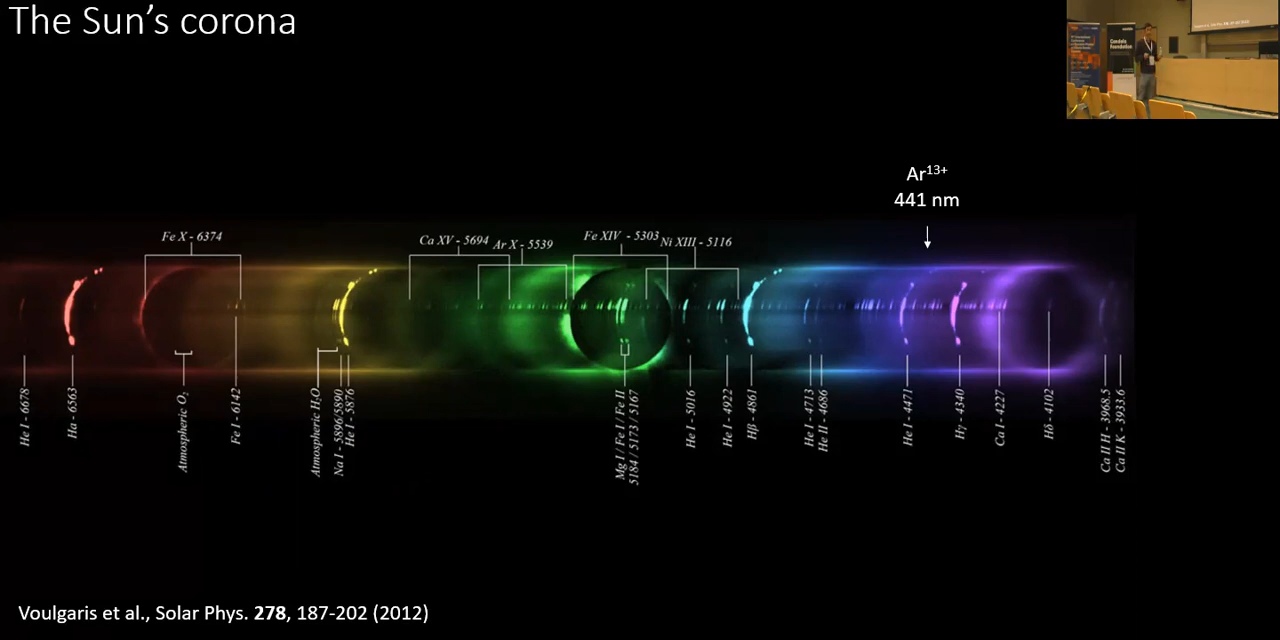 The Sun's corona
Candela
Foundation
Ar13+
441 nm
Fe X - 6374
Ca XV - 5694
Ar X - 5539
Fe XIV - 5303
Ni XIII - 5116
He I - 6678
Hα - 6563
Atmospheric O2
Fe I - 6142
Atmospheric H2O
Na I - 5896/5890
He I - 5876
Mg I / Fe I / Fe II
5184 / 5173 / 5167
He I - 5016
He I - 4922
Hβ - 4861
He I - 4713
He II - 4686
He I - 4471
Hγ - 4340
Ca I - 4227
Hδ - 4102
Ca II H - 3968.5
Ca II K - 3933.6
Voulgaris et al., Solar Phys. 278, 187-202 (2012)